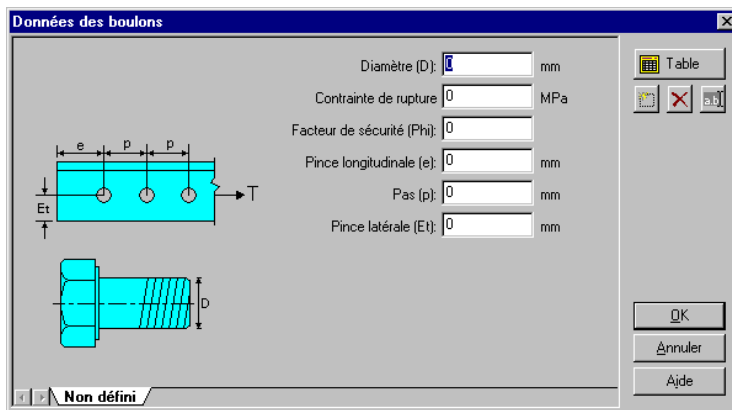 Données des boulons
Diamètre (D): 0 mm
Contrainte de rupture 0 MPa
Facteur de sécurité (Phi): 0
Pince longitudinale (e): 0 mm
Pas (p): 0 mm
Pince latérale (Et): 0 mm
Table
a.b
e p p
T
Et
D
OK
Annuler
Aide
Non défini